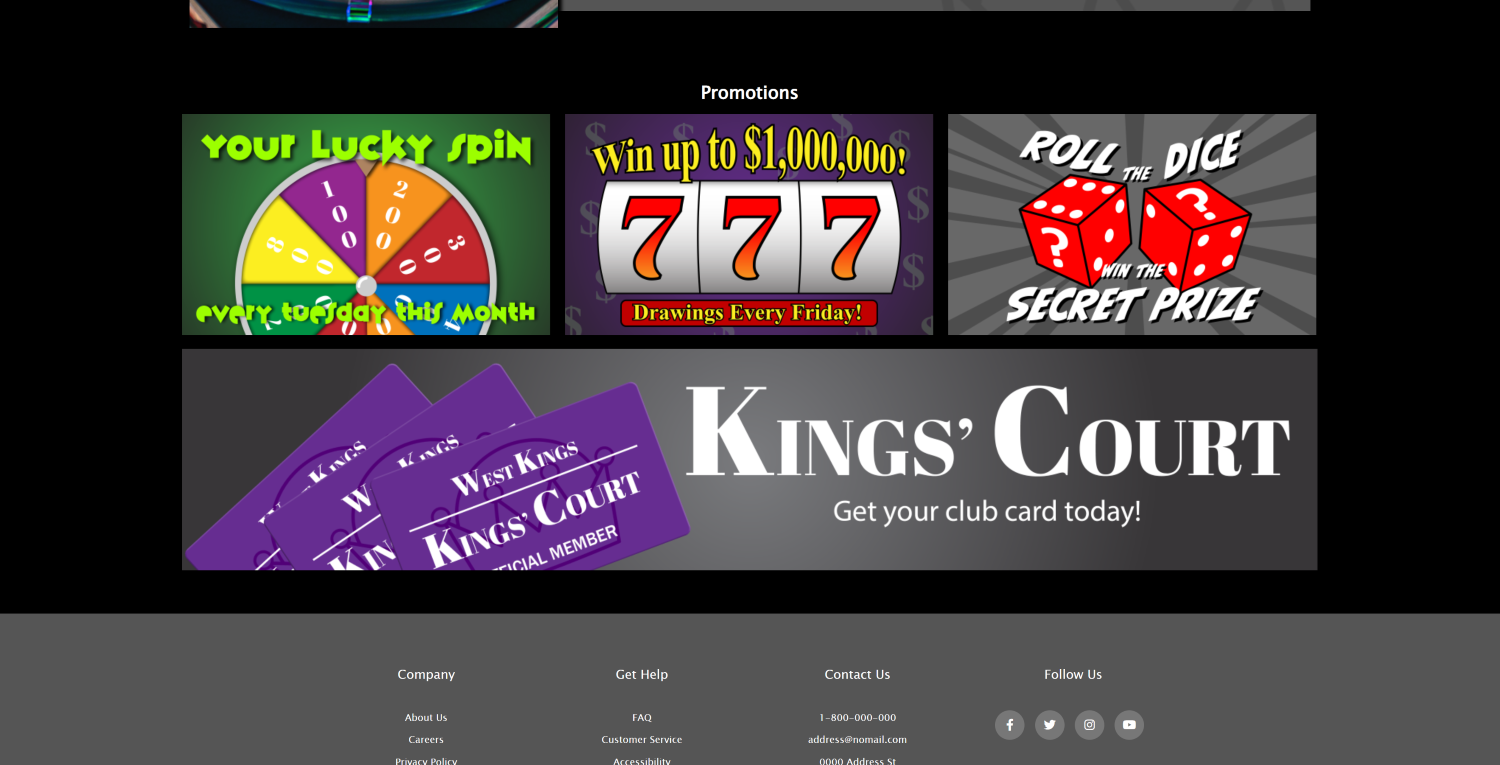 Promotions
Your Lucky Spin
100
200
300
800
every tuesday this month
Win up to $1,000,000!
7 7 7
Drawings Every Friday!
ROLL THE DICE
? ?
WIN THE
SECRET PRIZE
WEST KINGS
KINGS' COURT
OFFICIAL MEMBER
KINGS' COURT
Get your club card today!
Company
Get Help
Contact Us
Follow Us
About Us
FAQ
1-800-000-000
Careers
Customer Service
address@nomail.com
Privacy Policy
Accessibility
0000 Address St